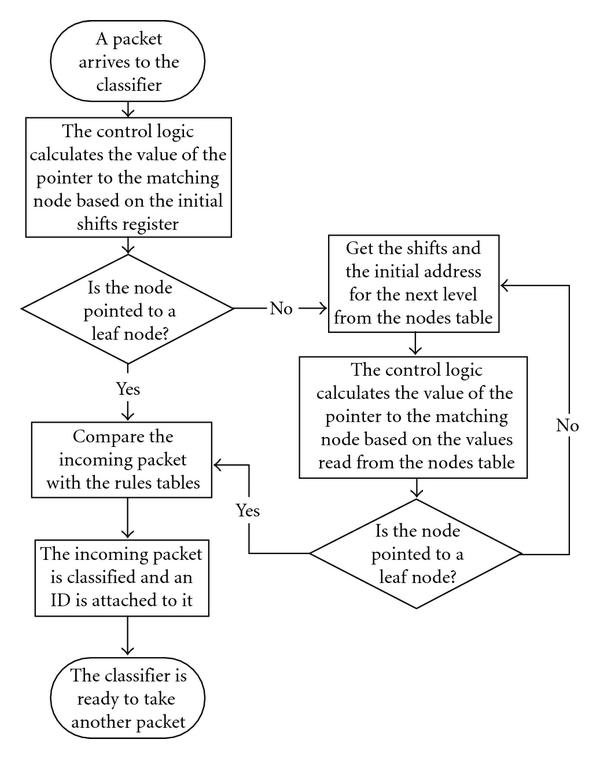 A packet
arrives to the
classifier
The control logic
calculates the value of the
pointer to the matching
node based on the initial
shifts register
Is the node
pointed to a
leaf node?
No
Get the shifts and
the initial address
for the next level
from the nodes table
The control logic
calculates the value of the
pointer to the matching
node based on the values
read from the nodes table
No
Is the node
pointed to a
leaf node?
Yes
Yes
Compare the
incoming packet
with the rules tables
The incoming packet
is classified and an
ID is attached to it
The classifier is
ready to take
another packet